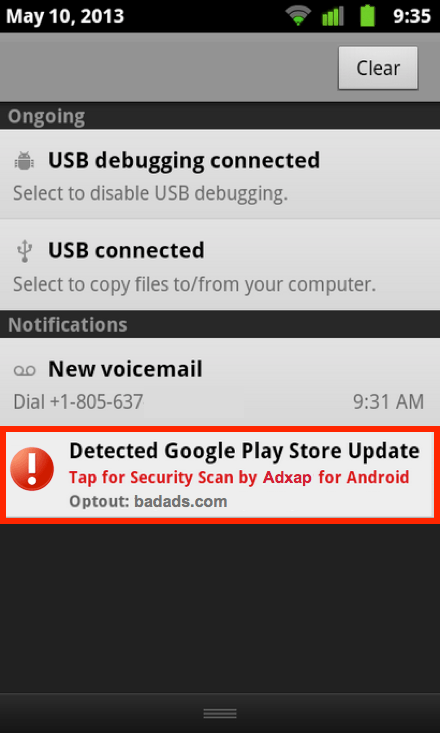 May 10, 2013 9:35
Clear
Ongoing
USB debugging connected
Select to disable USB debugging.
USB connected
Select to copy files to/from your computer.
Notifications
New voicemail
Dial +1-805-637 9:31 AM
Detected Google Play Store Update
Tap for Security Scan by Adxap for Android
Optout: badads.com